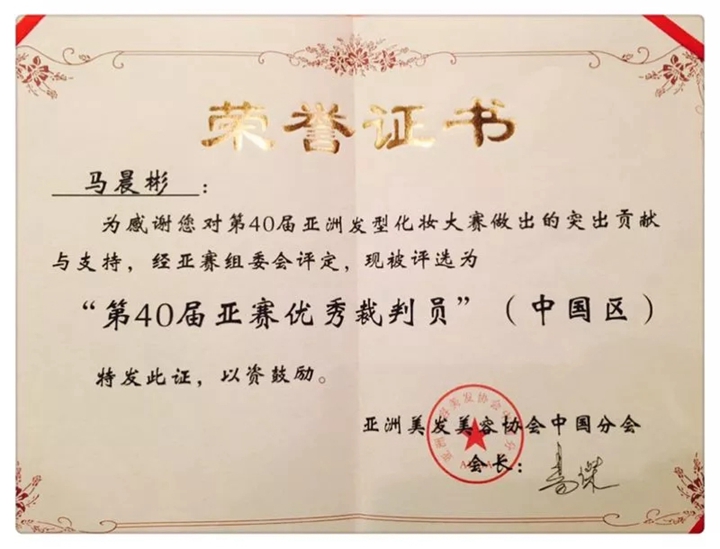 荣誉证书
马晨彬：
为感谢您对第40届亚洲发型化妆大赛做出的突出贡献
与支持，经亚赛组委会评定，现被评选为
“第40届亚赛优秀裁判员”（中国区）
特发此证，以资鼓励。
亚洲美发美容协会中国分会
会长：